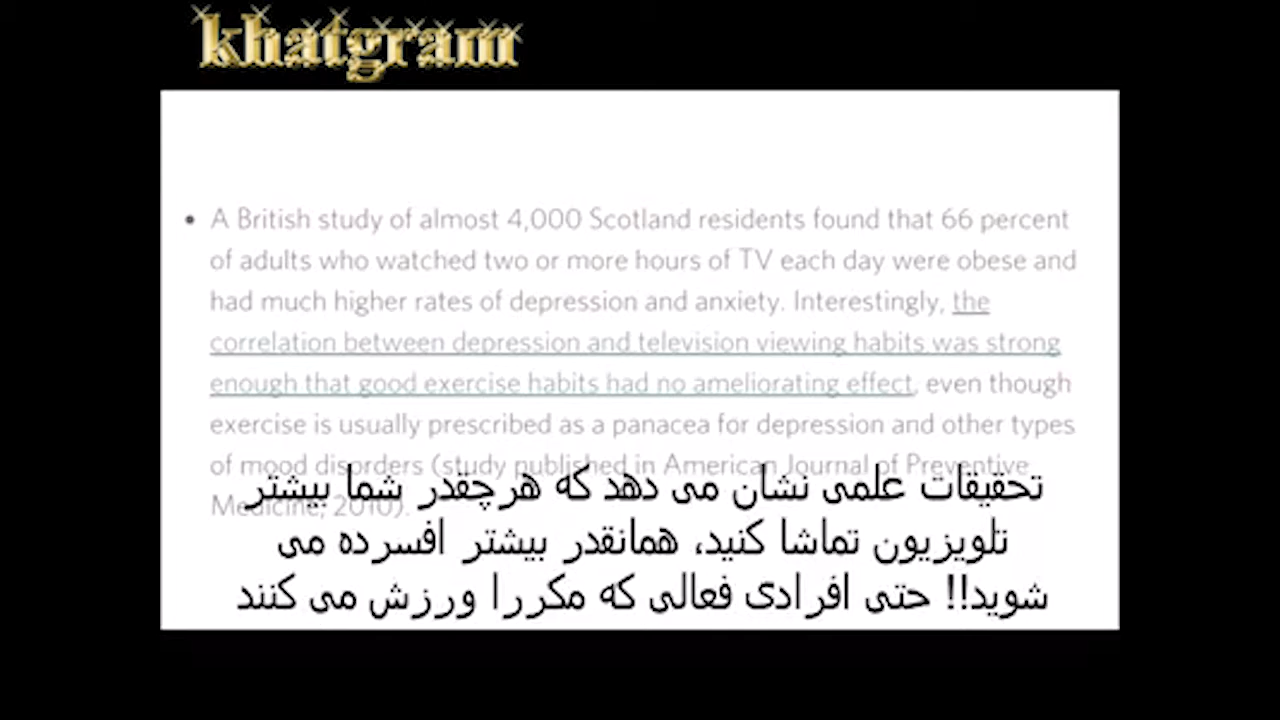 khatgram
• A British study of almost 4,000 Scotland residents found that 66 percent
of adults who watched two or more hours of TV each day were obese and
had much higher rates of depression and anxiety. Interestingly, the
correlation between depression and television viewing habits was strong
enough that good exercise habits had no ameliorating effect, even though
exercise is usually prescribed as a panacea for depression and other types
of mood disorders (study published in American Journal of Preventive
Medicine, 2010).
تحقیقات علمی نشان می دهد که هرچقدر شما بیشتر
تلویزیون تماشا کنید، همانقدر بیشتر افسرده می
شوید!! حتی افرادی فعالی که مکررا ورزش می کنند